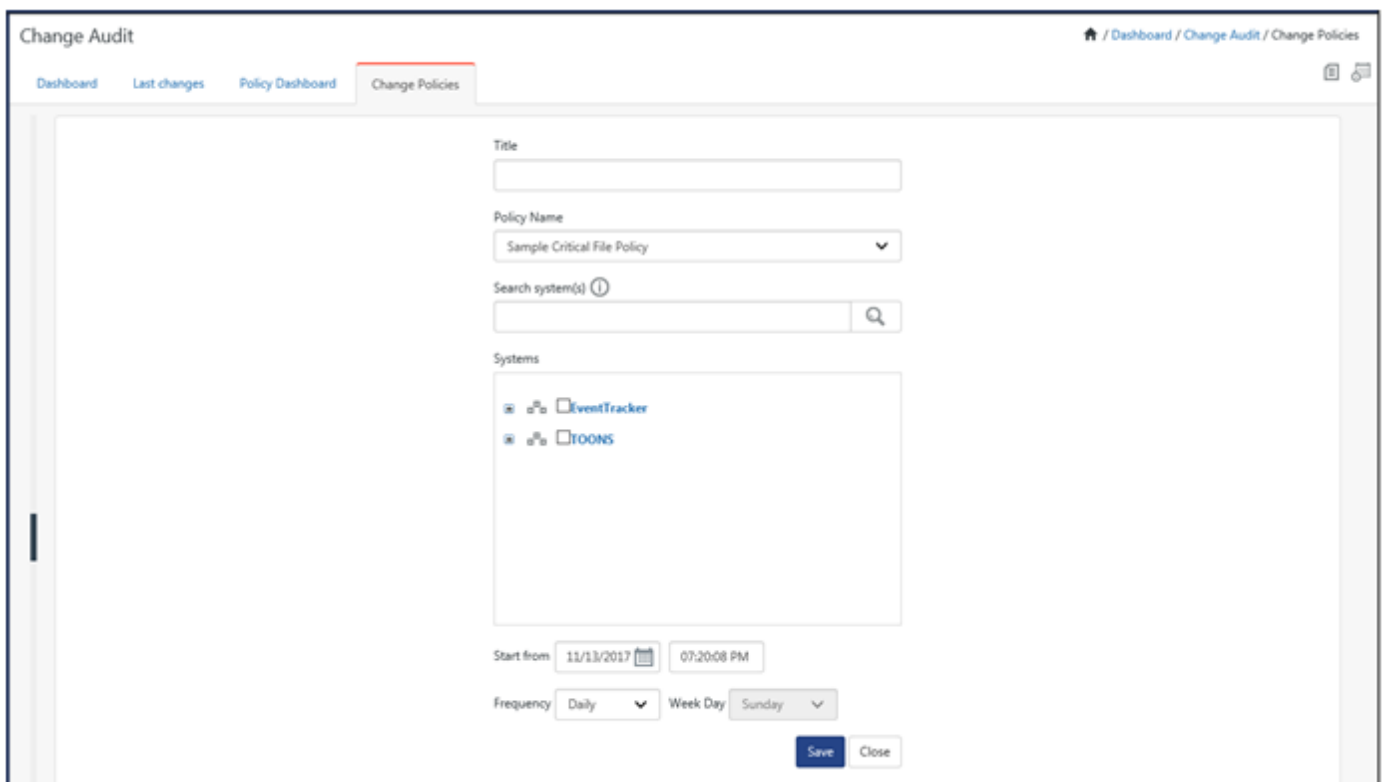 Change Audit
/ Dashboard / Change Audit / Change Policies
Dashboard Last changes Policy Dashboard Change Policies
Title
Policy Name
Sample Critical File Policy
Search system(s)
Systems
EventTracker
TOONS
Start from 11/13/2017 07:20:08 PM
Frequency Daily Week Day Sunday
Save Close